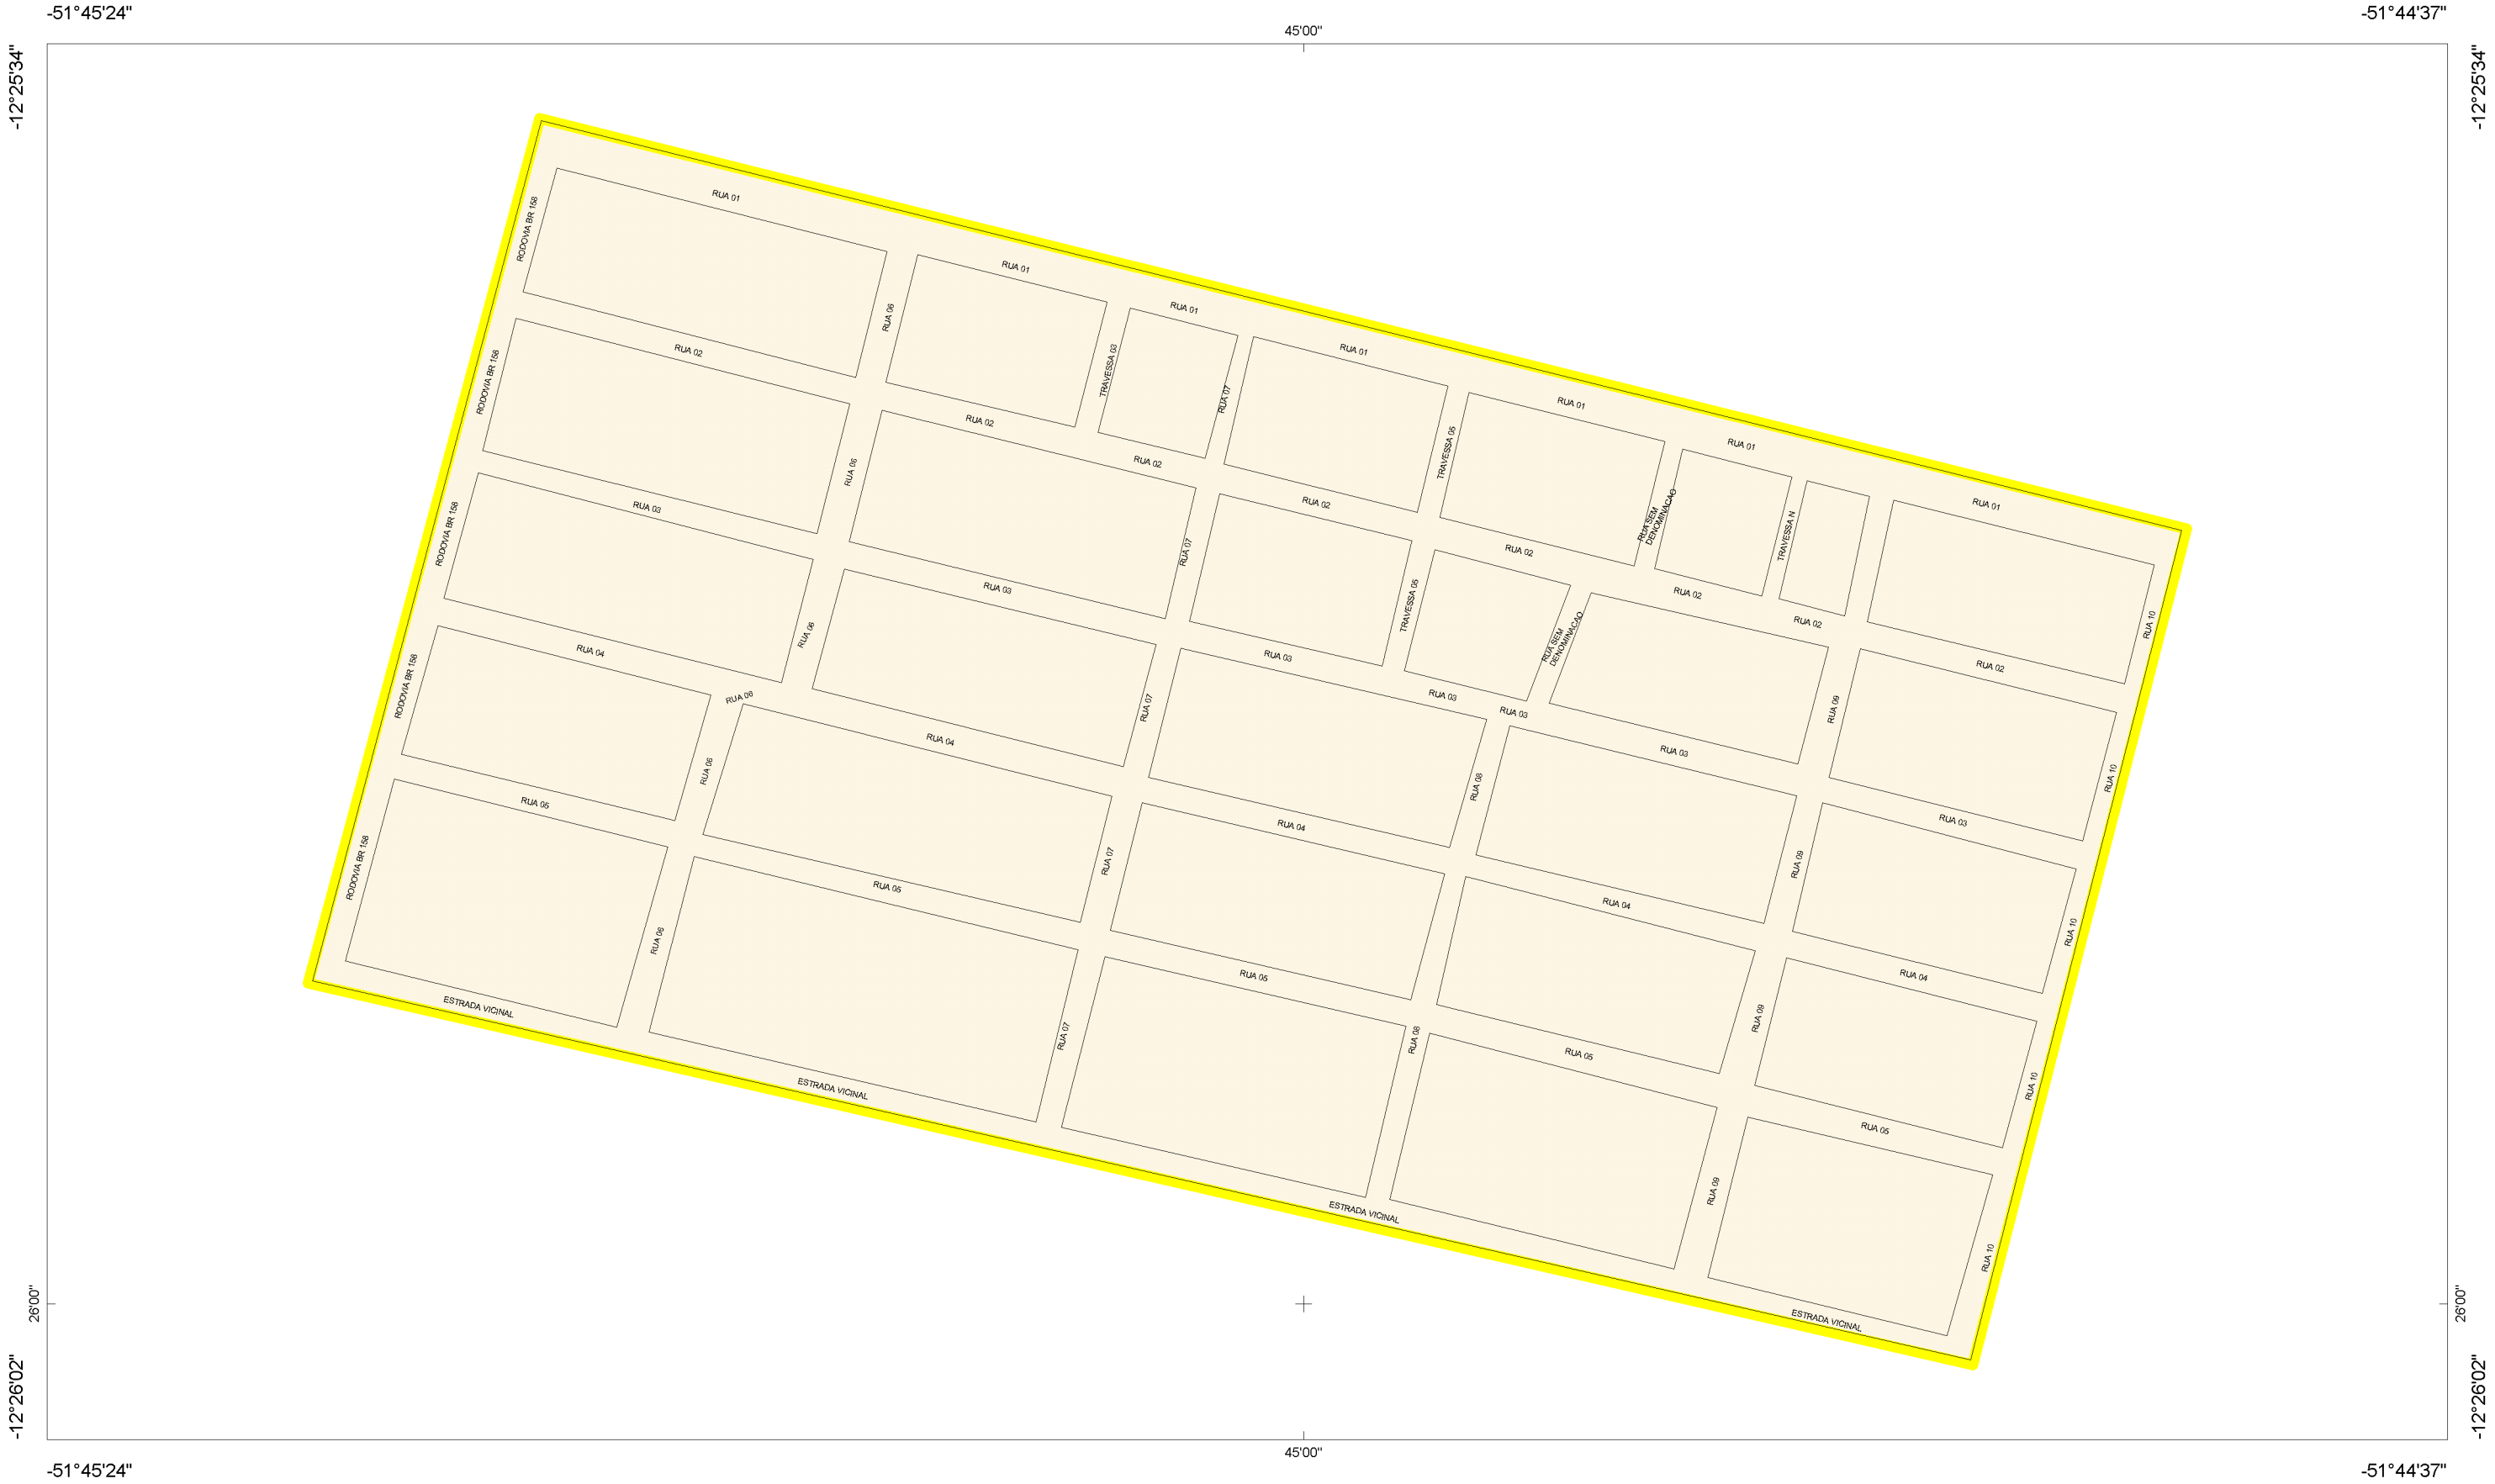 -51°45'24"
-51°44'37"
45'00"
-12°25'34"
-12°25'34"
RUA 01
RODOVIA BR 158
RUA 01
RUA 06
RUA 01
RUA 02
RODOVIA BR 158
RUA 01
TRAVESSA 03
RUA 07
RUA 01
RUA 02
RUA 01
RUA 02
RUA 06
TRAVESSA 05
RUA 02
RUA 01
RUA 03
RODOVIA BR 158
RUA SEM
DENOMINACAO
TRAVESSA N
RUA 07
RUA 02
RUA 03
RUA 02
TRAVESSA 05
RUA 02
RUA 10
RUA 06
RUA 04
RUA SEM
DENOMINACAO
RUA 03
RUA 02
RODOVIA BR 158
RUA 06
RUA 03
RUA 07
RUA 03
RUA 09
RUA 04
RUA 03
RUA 06
RUA 08
RUA 10
RUA 05
RUA 04
RUA 03
RODOVIA BR 158
RUA 07
RUA 09
RUA 05
RUA 04
RUA 10
RUA 06
RUA 05
RUA 04
ESTRADA VICINAL
RUA 07
RUA 08
RUA 09
RUA 05
ESTRADA VICINAL
RUA 10
RUA 05
RUA 09
ESTRADA VICINAL
RUA 10
ESTRADA VICINAL
26'00"
26'00"
-12°26'02"
-12°26'02"
45'00"
-51°45'24"
-51°44'37"